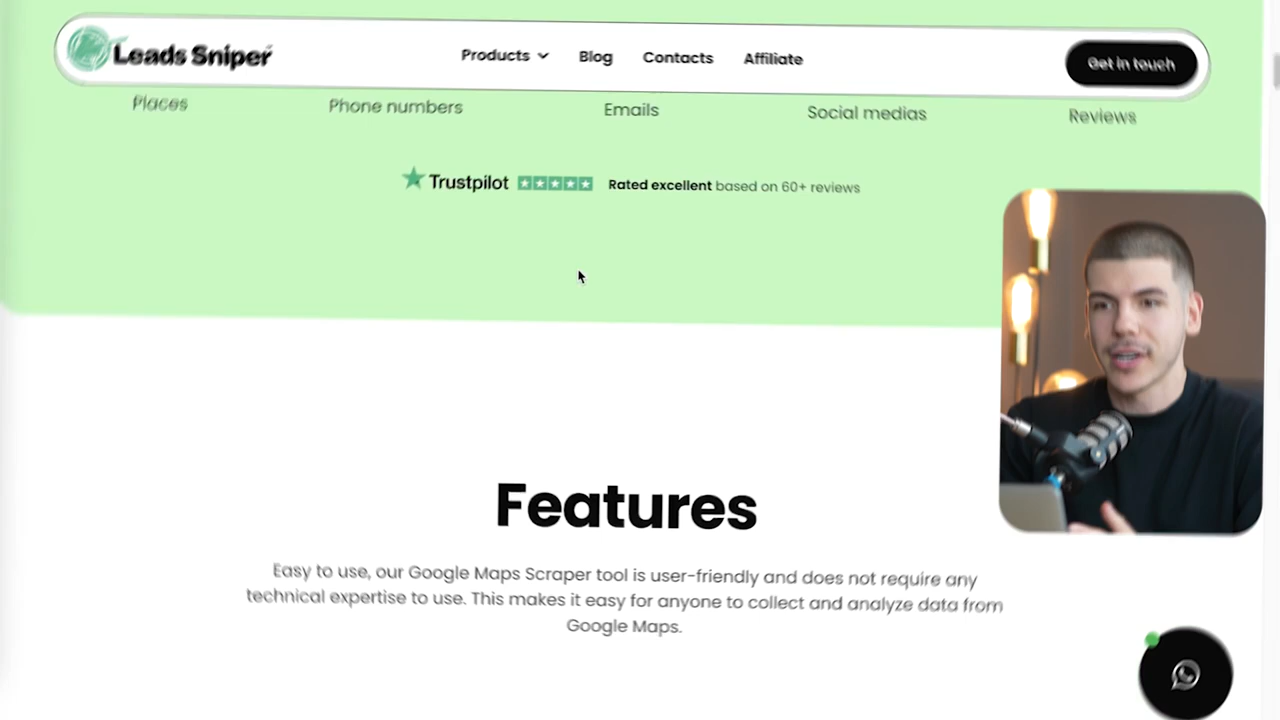 Leads Sniper
Products Blog Contacts Affiliate
Get in touch
Places Phone numbers Emails Social medias Reviews
Trustpilot Rated excellent based on 60+ reviews
Features
Easy to use, our Google Maps Scraper tool is user-friendly and does not require any
technical expertise to use. This makes it easy for anyone to collect and analyze data from
Google Maps.